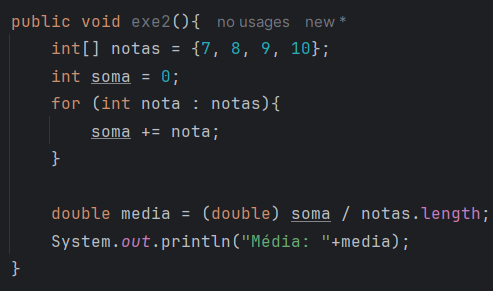 public void exe2(){ no usages new *
int[] notas = {7, 8, 9, 10};
int soma = 0;
for (int nota : notas){
soma += nota;
}
double media = (double) soma / notas.length;
System.out.println("Média: "+media);
}